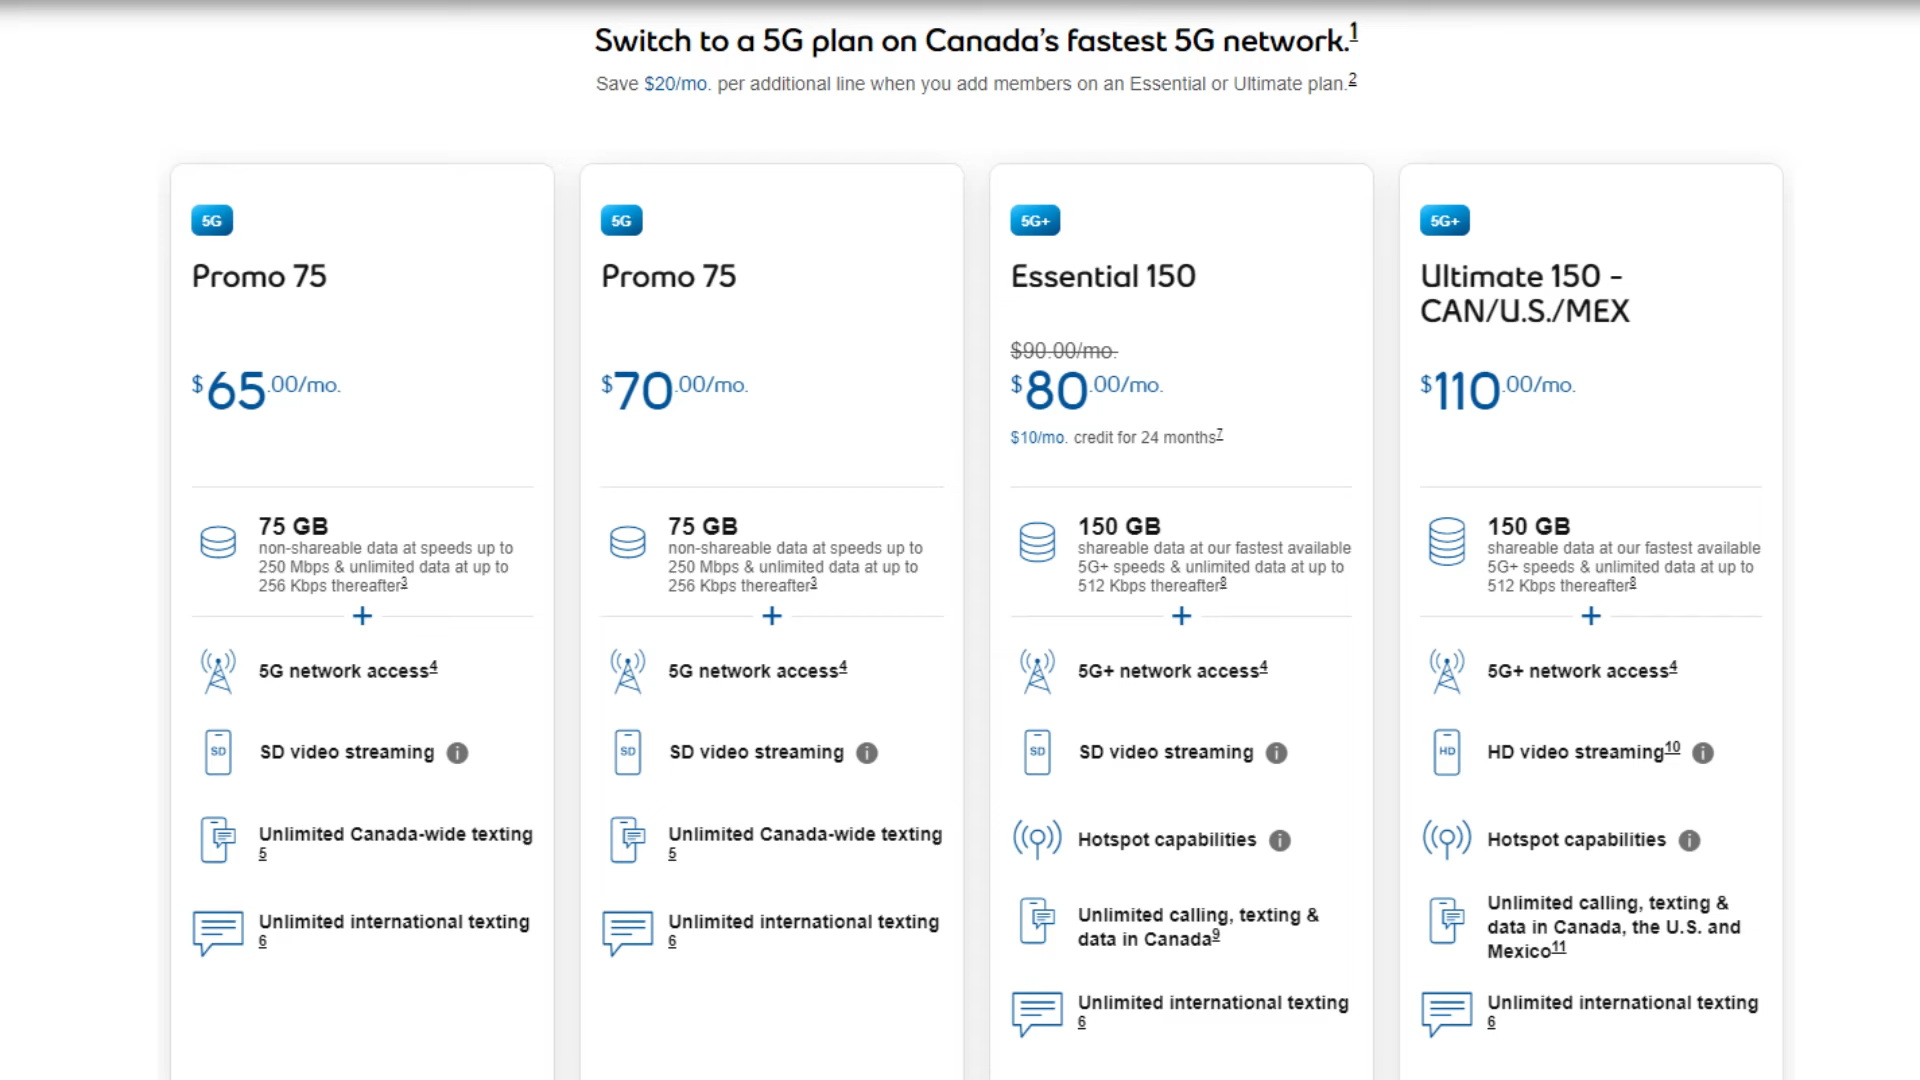 Switch to a 5G plan on Canada's fastest 5G network.1
Save $20/mo. per additional line when you add members on an Essential or Ultimate plan.2
5G
Promo 75
$65.00/mo.
75 GB
non-shareable data at speeds up to
250 Mbps & unlimited data at up to
256 Kbps thereafter3
+
5G network access4
SD
SD video streaming i
Unlimited Canada-wide texting
5
Unlimited international texting
6
5G
Promo 75
$70.00/mo.
75 GB
non-shareable data at speeds up to
250 Mbps & unlimited data at up to
256 Kbps thereafter3
+
5G network access4
SD
SD video streaming i
Unlimited Canada-wide texting
5
Unlimited international texting
6
5G+
Essential 150
$90.00/mo.
$80.00/mo.
$10/mo. credit for 24 months7
150 GB
shareable data at our fastest available
5G+ speeds & unlimited data at up to
512 Kbps thereafter8
+
5G+ network access4
SD
SD video streaming i
Hotspot capabilities i
Unlimited calling, texting &
data in Canada9
Unlimited international texting
6
5G+
Ultimate 150 -
CAN/U.S./MEX
$110.00/mo.
150 GB
shareable data at our fastest available
5G+ speeds & unlimited data at up to
512 Kbps thereafter8
+
5G+ network access4
HD
HD video streaming10 i
Hotspot capabilities i
Unlimited calling, texting &
data in Canada, the U.S. and
Mexico11
Unlimited international texting
6